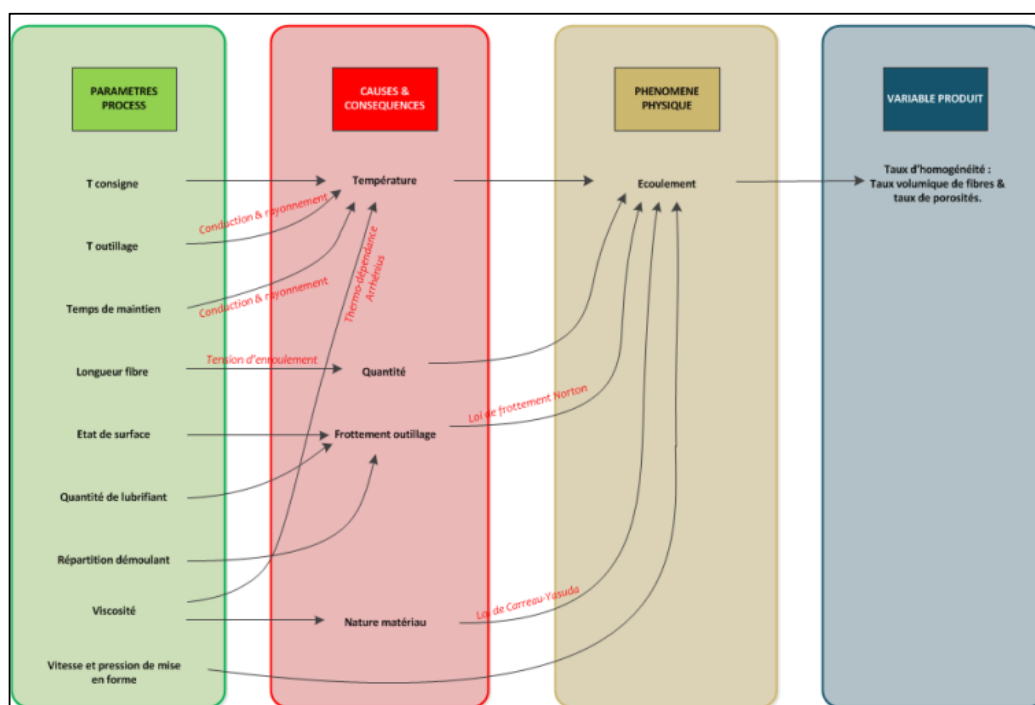 PARAMETRES
PROCESS
CAUSES &
CONSEQUENCES
PHENOMENE
PHYSIQUE
VARIABLE PRODUIT
T consigne
T outillage
Temps de maintien
Longueur fibre
Etat de surface
Quantité de lubrifiant
Répartition démoulant
Viscosité
Vitesse et pression de mise
en forme
Conduction & rayonnement
Conduction & rayonnement
Tension d'enroulement
Thermo-dépendance
Arrhénius
Température
Quantité
Frottement outillage
Nature matériau
Loi de frottement Norton
Loi de Carreau-Yasuda
Ecoulement
Taux d'homogénéité :
Taux volumique de fibres &
taux de porosités.